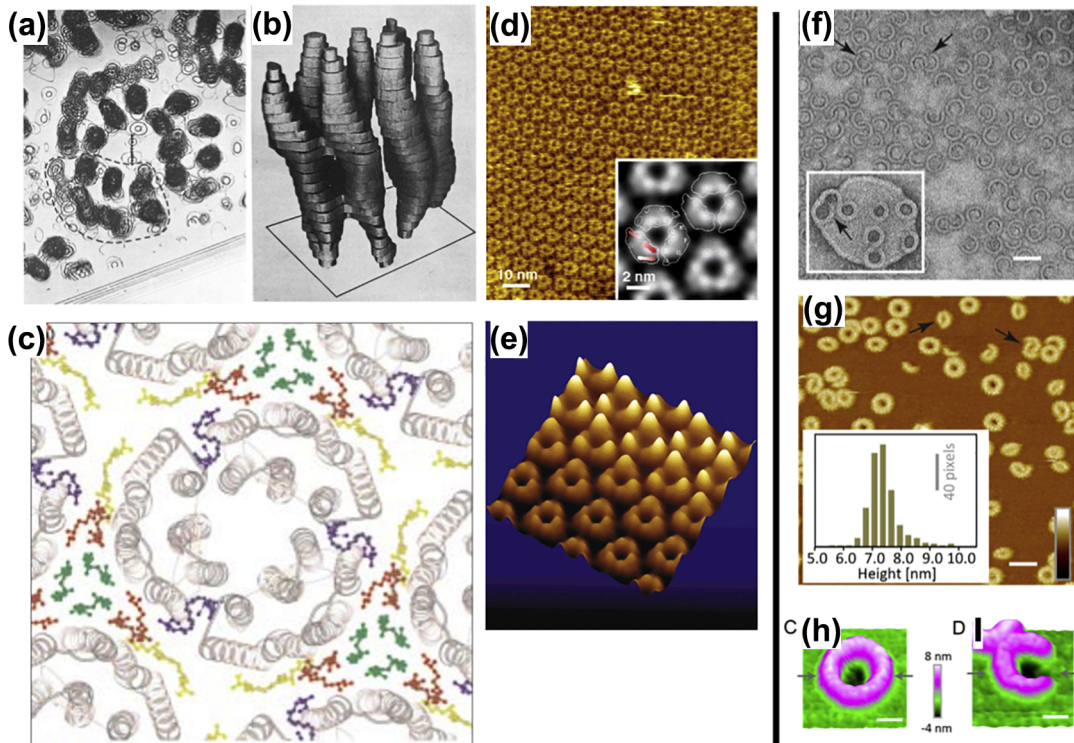 (a)
(b)
(d)
10 nm
2 nm
(c)
(e)
(f)
(g)
40 pixels
5.0 6.0 7.0 8.0 9.0 10.0
Height [nm]
C (h)
8 nm
-4 nm
D